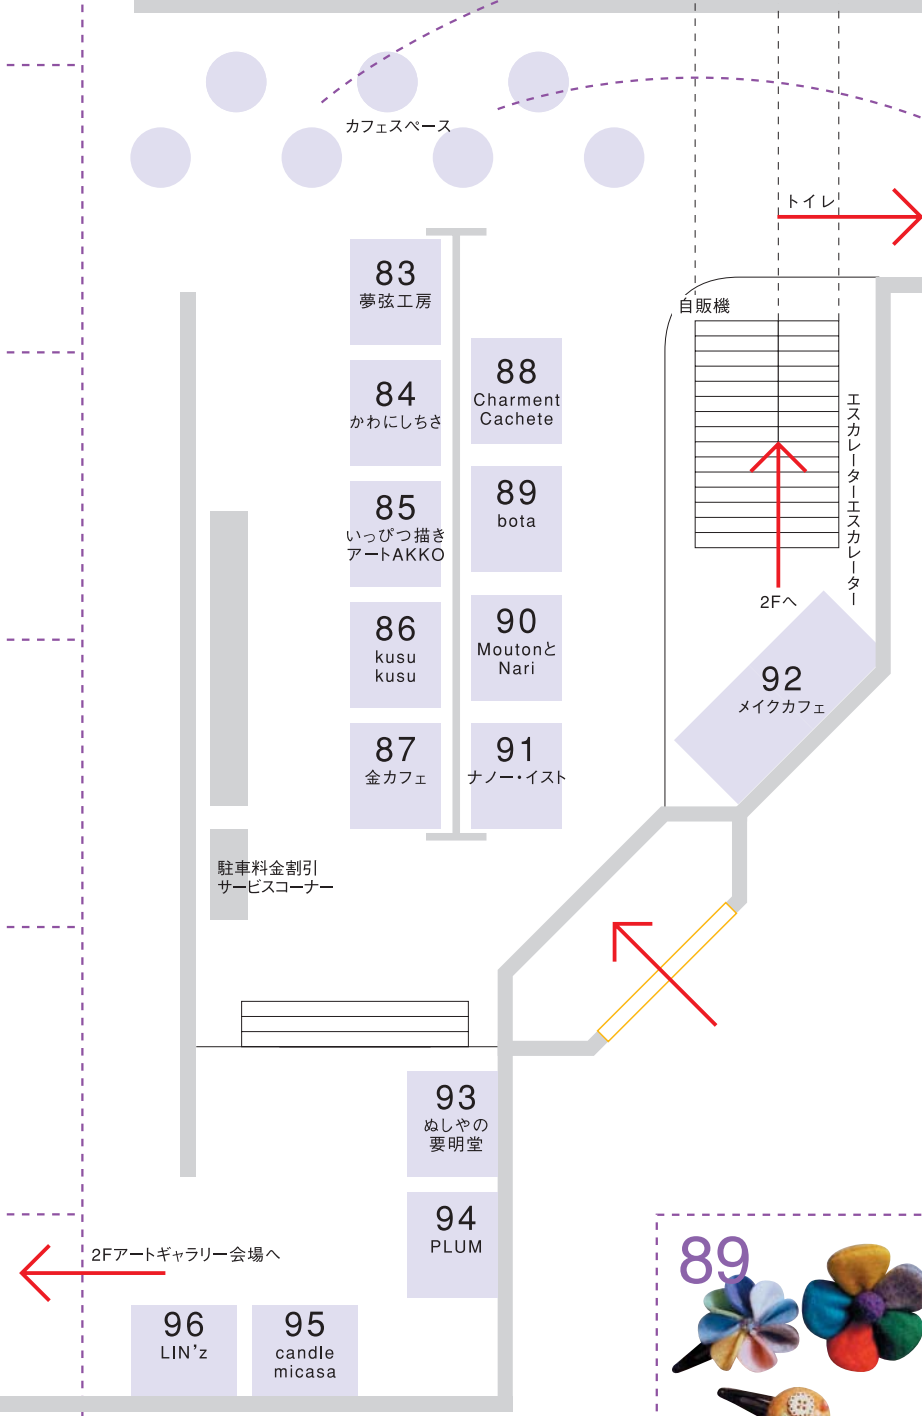 カフェスペース
トイレ
自販機
エスカレーターエスカレーター
2Fへ
83
夢弦工房
84
かわにしちさ
85
いっぴつ描き
アートAKKO
86
kusu
kusu
87
金カフェ
88
Charment
Cachete
89
bota
90
Moutonと
Nari
91
ナノー・イスト
92
メイクカフェ
駐車料金割引
サービスコーナー
93
ぬしやの
要明堂
94
PLUM
2Fアートギャラリー会場へ
96
LIN’z
95
candle
micasa
89